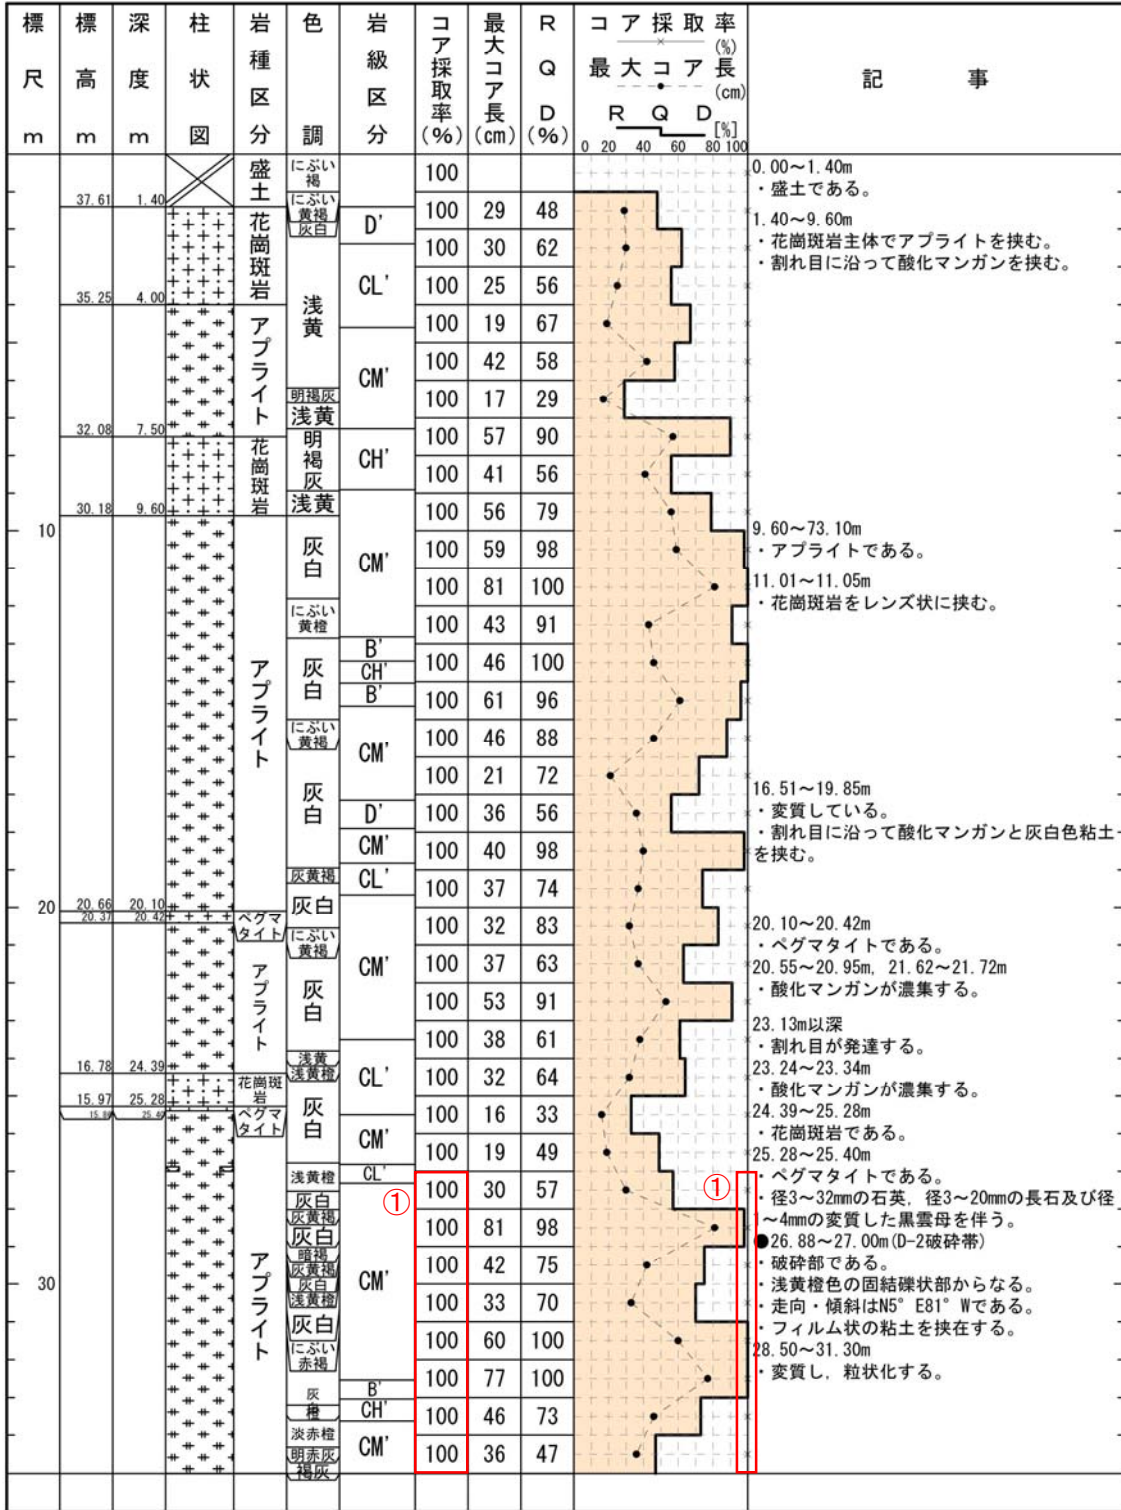 標尺 m
標高 m
深度 m
柱状図
岩種区分
色調
岩級区分
コア採取率(%)
最大コア長(cm)
RQD(%)
コア採取率(%)
最大コア長(cm)
RQD[%]
0 20 40 60 80 100
記事
10
20
30
37.61 1.40
35.25 4.00
32.08 7.50
30.18 9.60
20.66 20.10
20.37 20.42
16.78 24.39
15.97 25.28
盛土
花崗斑岩
アプライト
花崗斑岩
アプライト
ペグマタイト
アプライト
花崗斑岩
ペグマタイト
アプライト
にぶい褐
にぶい黄褐
灰白
浅黄
明褐灰
浅黄
明褐灰
浅黄
灰白
にぶい黄橙
灰白
にぶい黄褐
灰白
灰黄褐
灰白
にぶい黄褐
灰白
浅黄
浅黄橙
灰白
浅黄橙
灰白
灰黄褐
灰白
暗褐
灰黄褐
灰白
浅黄橙
灰白
にぶい赤褐
淡赤橙
明赤灰
褐灰
D'
CL'
CM'
CH'
CM'
B'
CH'
B'
CM'
D'
CM'
CL'
CM'
CL'
CM'
CL'
CM'
B'
CH'
CM'
100
100 29 48
100 30 62
100 25 56
100 19 67
100 42 58
100 17 29
100 57 90
100 41 56
100 56 79
100 59 98
100 81 100
100 43 91
100 46 100
100 61 96
100 46 88
100 21 72
100 36 56
100 40 98
100 37 74
100 32 83
100 37 63
100 53 91
100 38 61
100 32 64
100 16 33
100 19 49
100 30 57
100 81 98
100 42 75
100 33 70
100 60 100
100 77 100
100 46 73
100 36 47
①
①
0.00～1.40m
・盛土である。
1.40～9.60m
・花崗斑岩主体でアプライトを挟む。
・割れ目に沿って酸化マンガンを挟む。
9.60～73.10m
・アプライトである。
11.01～11.05m
・花崗斑岩をレンズ状に挟む。
16.51～19.85m
・変質している。
・割れ目に沿って酸化マンガンと灰白色粘土
を挟む。
20.10～20.42m
・ペグマタイトである。
20.55～20.95m, 21.62～21.72m
・酸化マンガンが濃集する。
23.13m以深
・割れ目が発達する。
23.24～23.34m
・酸化マンガンが濃集する。
24.39～25.28m
・花崗斑岩である。
25.28～25.40m
・ペグマタイトである。
・径3～32mmの石英, 径3～20mmの長石及び径
1～4mmの変質した黒雲母を伴う。
●26.88～27.00m(D-2破砕帯)
・破砕部である。
・浅黄橙色の固結礫状部からなる。
・走向・傾斜はN5°E81°Wである。
・フィルム状の粘土を挟在する。
28.50～31.30m
・変質し, 粒状化する。